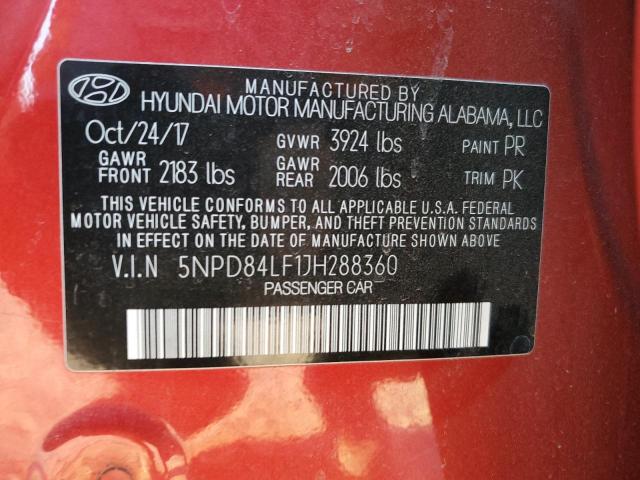 MANUFACTURED BY
HYUNDAI MOTOR MANUFACTURING ALABAMA, LLC
Oct/24/17 GVWR 3924 lbs PAINT PR
GAWR FRONT 2183 lbs GAWR REAR 2006 lbs TRIM PK
THIS VEHICLE CONFORMS TO ALL APPLICABLE U.S.A. FEDERAL
MOTOR VEHICLE SAFETY, BUMPER, AND THEFT PREVENTION STANDARDS
IN EFFECT ON THE DATE OF MANUFACTURE SHOWN ABOVE.
V.I.N 5NPD84LF1JH288360
PASSENGER CAR